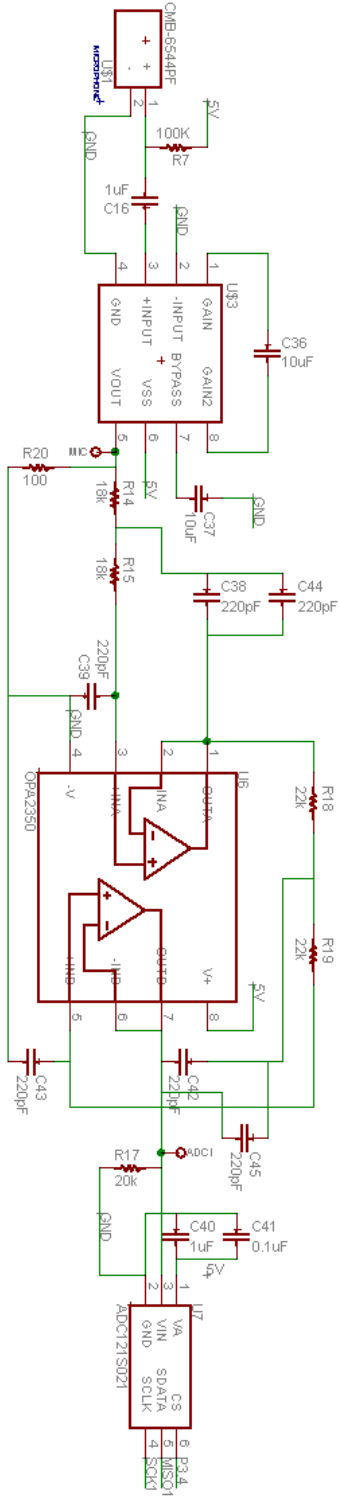 CMB-6544PF
+
-
1
2
U$1
MICROPHONE
5V
100K
R7
GND
1uF
C16
GND
U$3
4
3
2
1
GND
+INPUT
-INPUT
GAIN
VOUT
VSS
BYPASS
GAIN2
+
5
6
7
8
C36
10uF
R20
100
MIC
R14
18k
5V
10uF
C37
GND
R15
18k
C38
220pF
C44
220pF
220pF
C39
GND
4
3
2
1
U6
OPA2350
-V
+INA
-INA
OUTA
+INB
-INB
OUTB
V+
5
6
7
8
5V
R18
22k
R19
22k
C43
220pF
C42
220pF
C45
220pF
R17
20k
ADC1
GND
C40
1uF
C41
0.1uF
5V
2
3
1
U7
ADC121S021
GND
VIN
VA
SCLK
SDATA
CS
4
5
6
SCK1
MISO1
P3.4